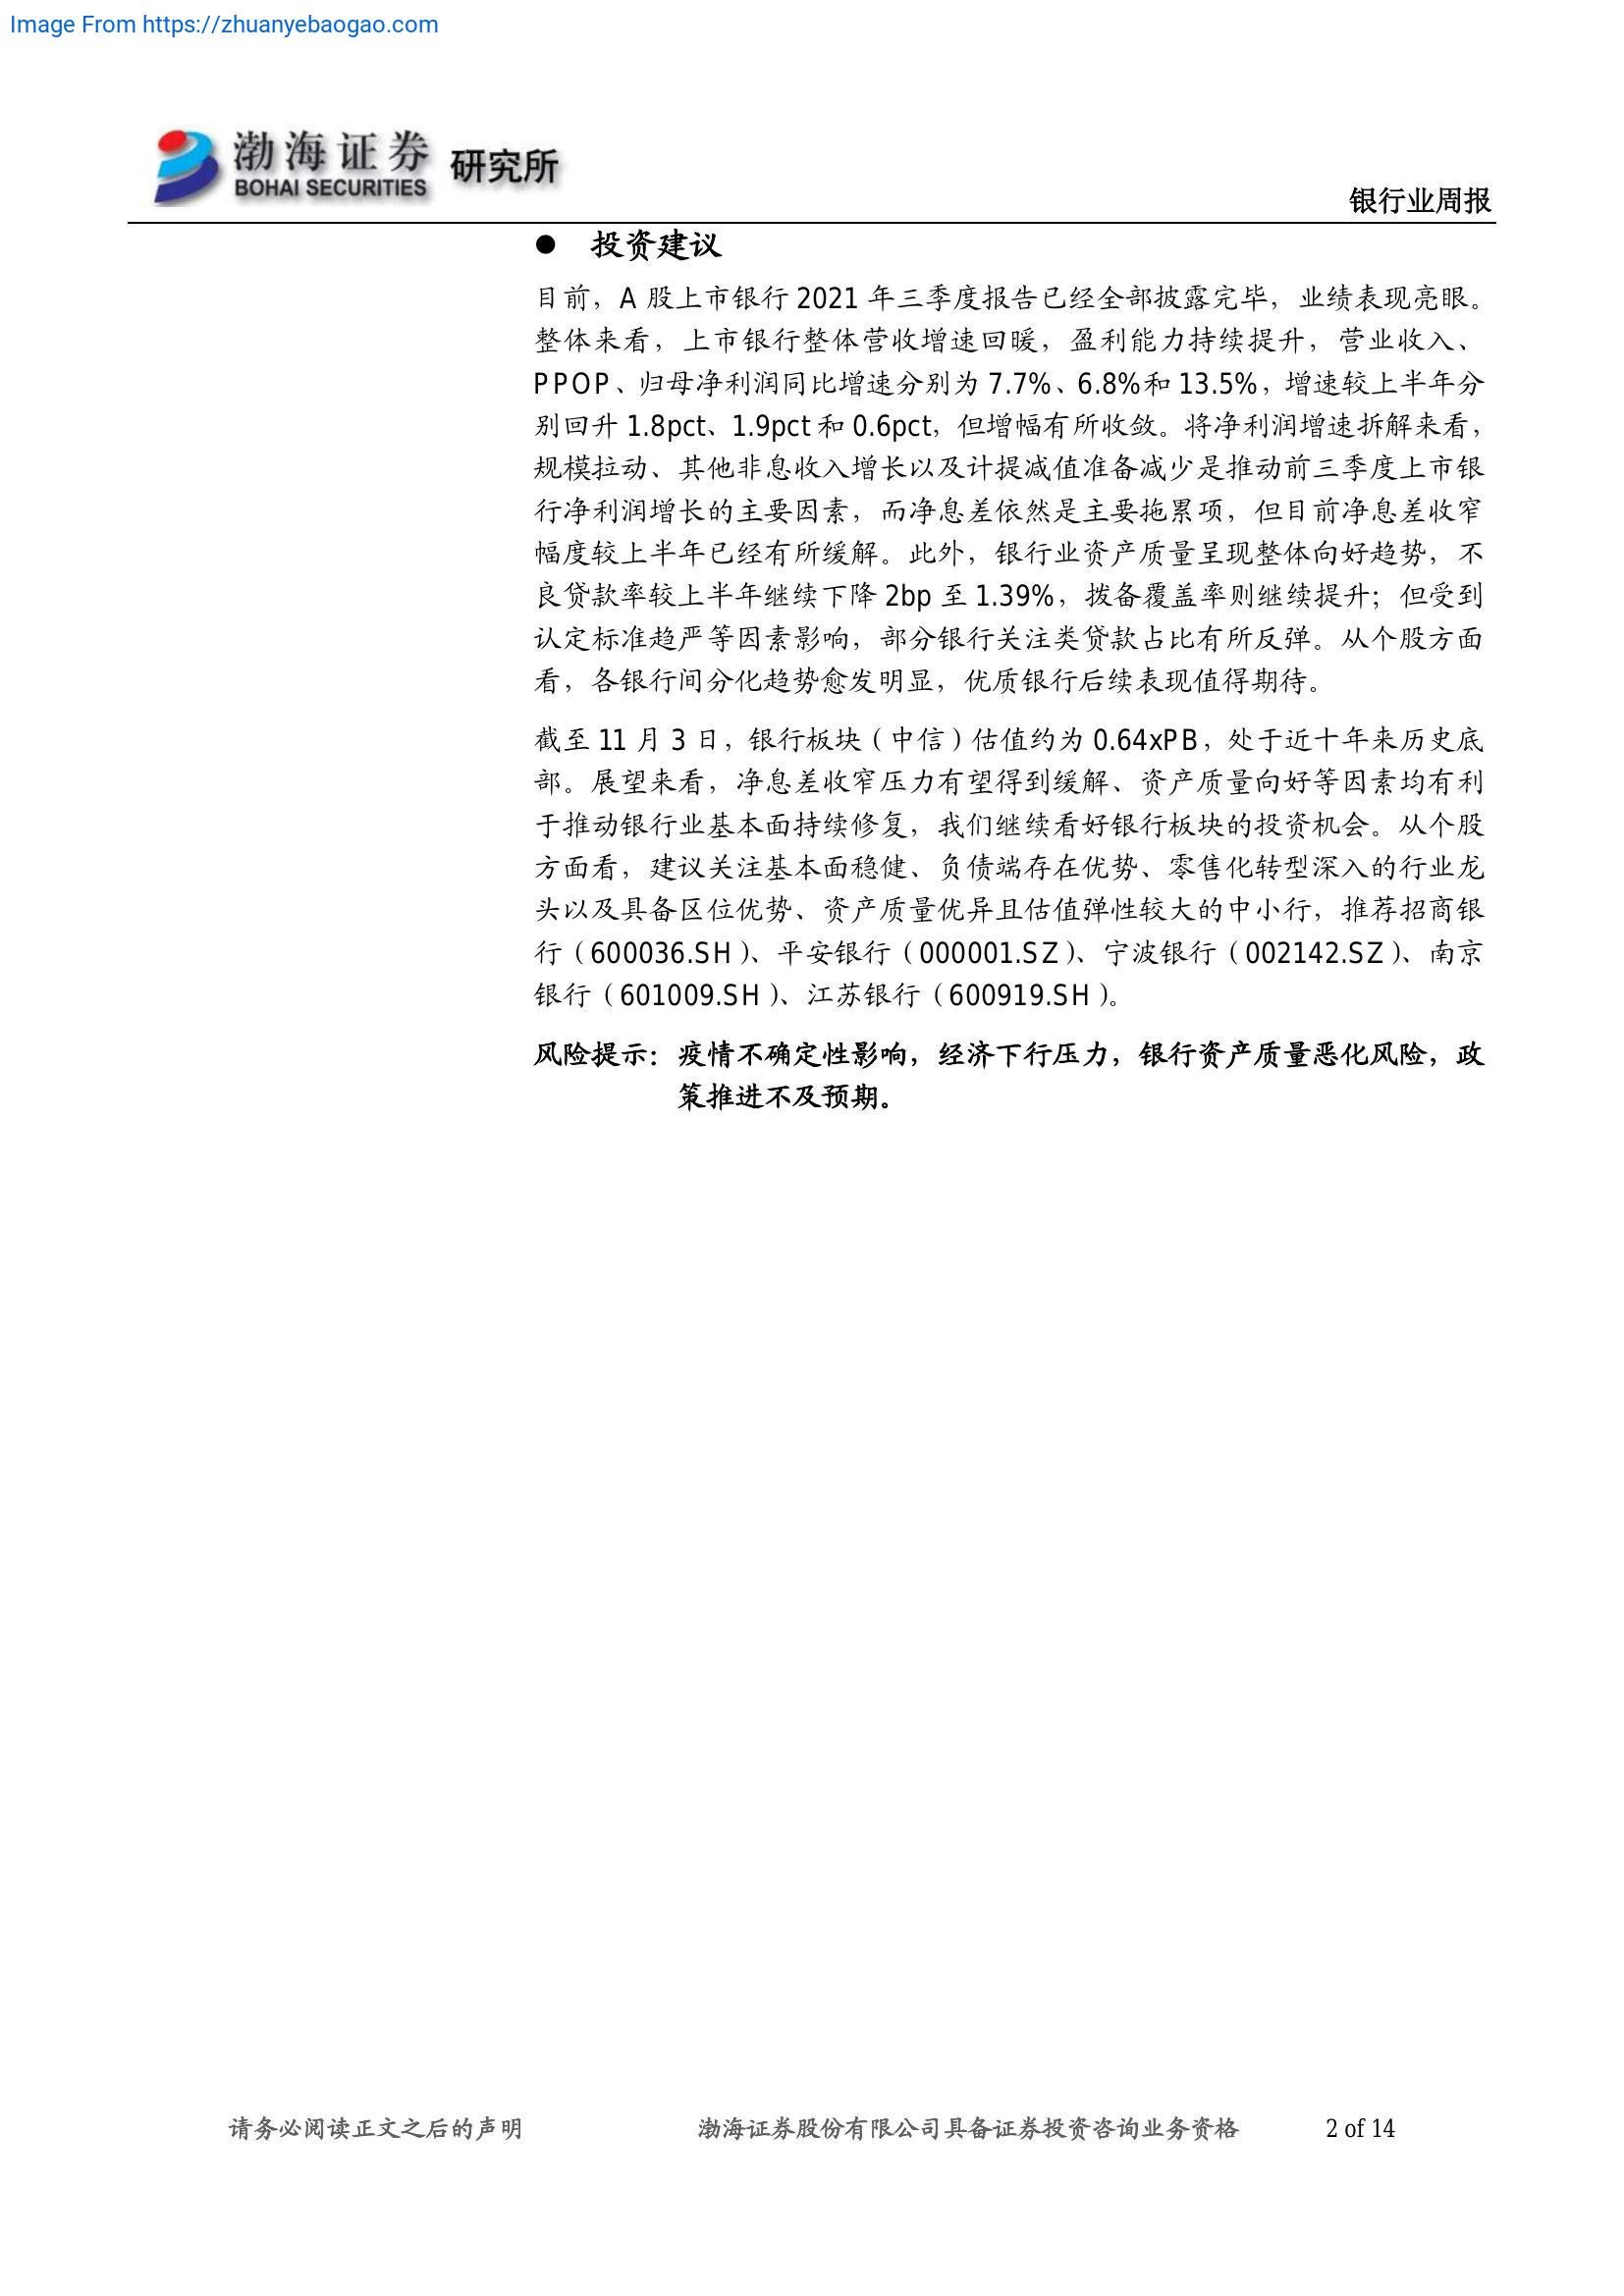 Image From https://zhuanyebaogao.com
渤海证券 研究所
BOHAI SECURITIES
银行业周报
● 投资建议
目前，A 股上市银行 2021 年三季度报告已经全部披露完毕，业绩表现亮眼。
整体来看，上市银行整体营收增速回暖，盈利能力持续提升，营业收入、
PPOP、归母净利润同比增速分别为 7.7%、6.8%和 13.5%，增速较上半年分
别回升 1.8pct、1.9pct 和 0.6pct，但增幅有所收敛。将净利润增速拆解来看，
规模拉动、其他非息收入增长以及计提减值准备减少是推动前三季度上市银
行净利润增长的主要因素，而净息差依然是主要拖累项，但目前净息差收窄
幅度较上半年已经有所缓解。此外，银行业资产质量呈现整体向好趋势，不
良贷款率较上半年继续下降 2bp 至 1.39%，拨备覆盖率则继续提升；但受到
认定标准趋严等因素影响，部分银行关注类贷款占比有所反弹。从个股方面
看，各银行间分化趋势愈发明显，优质银行后续表现值得期待。
截至 11 月 3 日，银行板块（中信）估值约为 0.64xPB，处于近十年来历史底
部。展望来看，净息差收窄压力有望得到缓解、资产质量向好等因素均有利
于推动银行业基本面持续修复，我们继续看好银行板块的投资机会。从个股
方面看，建议关注基本面稳健、负债端存在优势、零售化转型深入的行业龙
头以及具备区位优势、资产质量优异且估值弹性较大的中小行，推荐招商银
行（600036.SH）、平安银行（000001.SZ）、宁波银行（002142.SZ）、南京
银行（601009.SH）、江苏银行（600919.SH）。
风险提示：疫情不确定性影响，经济下行压力，银行资产质量恶化风险，政
策推进不及预期。
请务必阅读正文之后的声明 渤海证券股份有限公司具备证券投资咨询业务资格 2 of 14